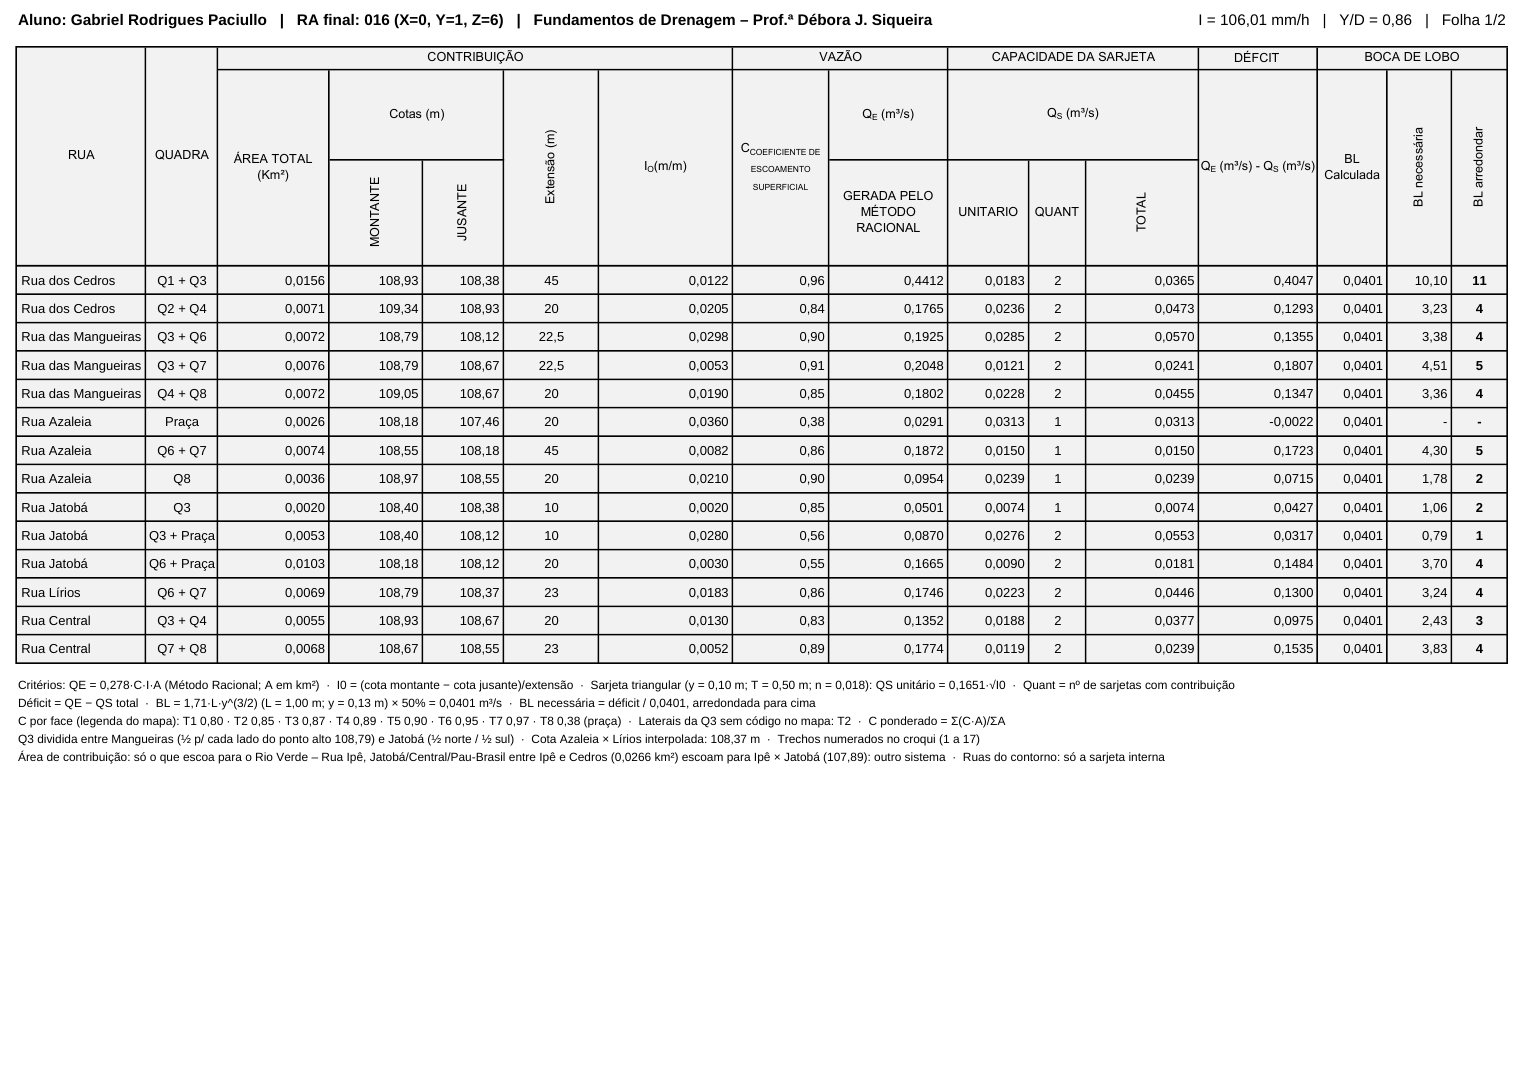 Aluno: Gabriel Rodrigues Paciullo | RA final: 016 (X=0, Y=1, Z=6) | Fundamentos de Drenagem – Prof.ª Débora J. Siqueira I = 106,01 mm/h | Y/D = 0,86 | Folha 1/2
CONTRIBUIÇÃO VAZÃO CAPACIDADE DA SARJETA DÉFICIT BOCA DE LOBO
RUA QUADRA ÁREA TOTAL (Km²) Cotas (m) MONTANTE JUSANTE Extensão (m) IO(m/m) CCOEFICIENTE DE ESCOAMENTO SUPERFICIAL QE (m³/s) GERADA PELO MÉTODO RACIONAL QS (m³/s) UNITARIO QUANT TOTAL QE (m³/s) - QS (m³/s) BL Calculada BL necessária BL arredondar
Rua dos Cedros Q1 + Q3 0,0156 108,93 108,38 45 0,0122 0,96 0,4412 0,0183 2 0,0365 0,4047 0,0401 10,10 11
Rua dos Cedros Q2 + Q4 0,0071 109,34 108,93 20 0,0205 0,84 0,1765 0,0236 2 0,0473 0,1293 0,0401 3,23 4
Rua das Mangueiras Q3 + Q6 0,0072 108,79 108,12 22,5 0,0298 0,90 0,1925 0,0285 2 0,0570 0,1355 0,0401 3,38 4
Rua das Mangueiras Q3 + Q7 0,0076 108,79 108,67 22,5 0,0053 0,91 0,2048 0,0121 2 0,0241 0,1807 0,0401 4,51 5
Rua das Mangueiras Q4 + Q8 0,0072 109,05 108,67 20 0,0190 0,85 0,1802 0,0228 2 0,0455 0,1347 0,0401 3,36 4
Rua Azaleia Praça 0,0026 108,18 107,46 20 0,0360 0,38 0,0291 0,0313 1 0,0313 -0,0022 0,0401 - -
Rua Azaleia Q6 + Q7 0,0074 108,55 108,18 45 0,0082 0,86 0,1872 0,0150 1 0,0150 0,1723 0,0401 4,30 5
Rua Azaleia Q8 0,0036 108,97 108,55 20 0,0210 0,90 0,0954 0,0239 1 0,0239 0,0715 0,0401 1,78 2
Rua Jatobá Q3 0,0020 108,40 108,38 10 0,0020 0,85 0,0501 0,0074 1 0,0074 0,0427 0,0401 1,06 2
Rua Jatobá Q3 + Praça 0,0053 108,40 108,12 10 0,0280 0,56 0,0870 0,0276 2 0,0553 0,0317 0,0401 0,79 1
Rua Jatobá Q6 + Praça 0,0103 108,18 108,12 20 0,0030 0,55 0,1665 0,0090 2 0,0181 0,1484 0,0401 3,70 4
Rua Lírios Q6 + Q7 0,0069 108,79 108,37 23 0,0183 0,86 0,1746 0,0223 2 0,0446 0,1300 0,0401 3,24 4
Rua Central Q3 + Q4 0,0055 108,93 108,67 20 0,0130 0,83 0,1352 0,0188 2 0,0377 0,0975 0,0401 2,43 3
Rua Central Q7 + Q8 0,0068 108,67 108,55 23 0,0052 0,89 0,1774 0,0119 2 0,0239 0,1535 0,0401 3,83 4
Critérios: QE = 0,278·C·I·A (Método Racional; A em km²) · I0 = (cota montante − cota jusante)/extensão · Sarjeta triangular (y = 0,10 m; T = 0,50 m; n = 0,018): QS unitário = 0,1651·√I0 · Quant = nº de sarjetas com contribuição
Déficit = QE − QS total · BL = 1,71·L·y^(3/2) (L = 1,00 m; y = 0,13 m) × 50% = 0,0401 m³/s · BL necessária = déficit / 0,0401, arredondada para cima
C por face (legenda do mapa): T1 0,80 · T2 0,85 · T3 0,87 · T4 0,89 · T5 0,90 · T6 0,95 · T7 0,97 · T8 0,38 (praça) · Laterais da Q3 sem código no mapa: T2 · C ponderado = Σ(C·A)/ΣA
Q3 dividida entre Mangueiras (½ p/ cada lado do ponto alto 108,79) e Jatobá (½ norte / ½ sul) · Cota Azaleia × Lírios interpolada: 108,37 m · Trechos numerados no croqui (1 a 17)
Área de contribuição: só o que escoa para o Rio Verde – Rua Ipê, Jatobá/Central/Pau-Brasil entre Ipê e Cedros (0,0266 km²) escoam para Ipê × Jatobá (107,89): outro sistema · Ruas do contorno: só a sarjeta interna